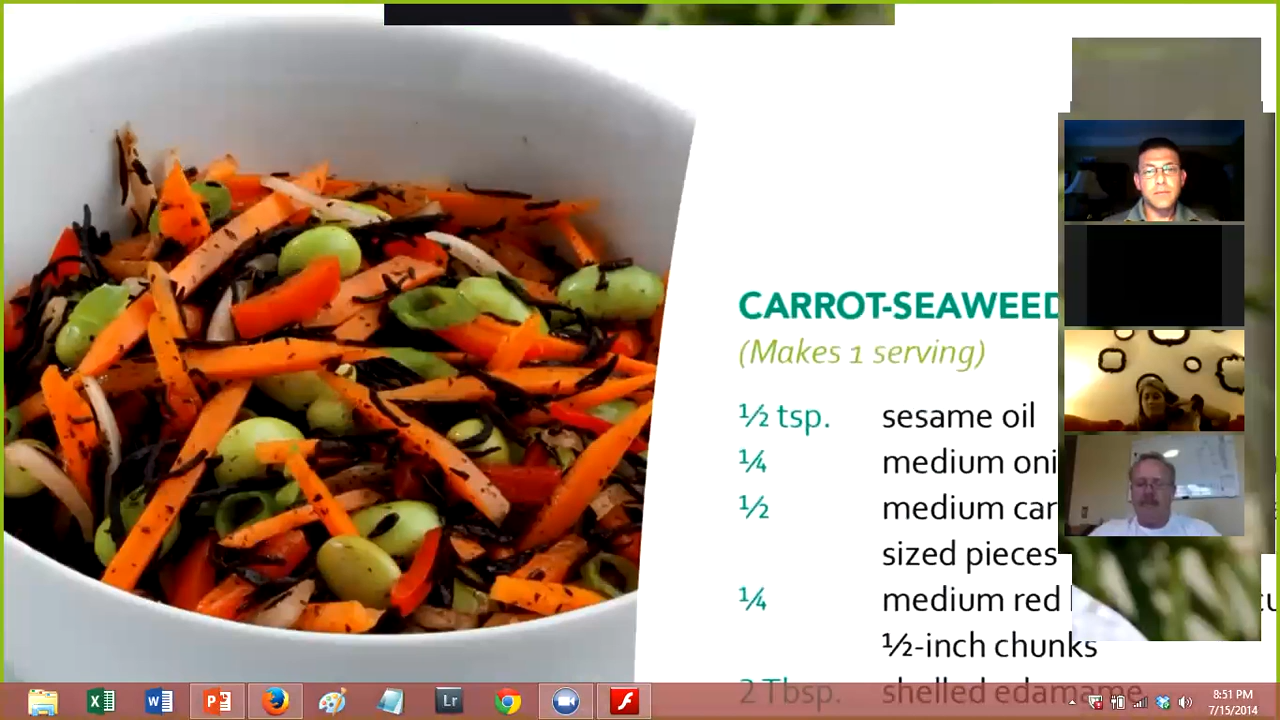 CARROT-SEAWEED
(Makes 1 serving)
½ tsp. sesame oil
¼ medium oni
½ medium car
sized pieces
¼ medium red
½-inch chunks
2 Tbsp. shelled edamame
Lr
8:51 PM
7/15/2014